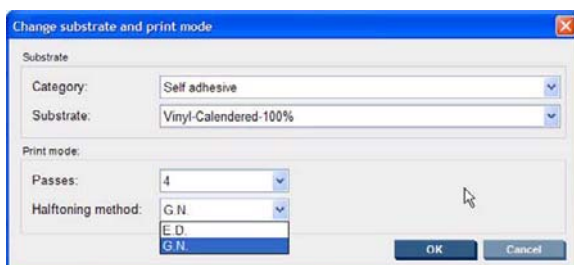 Change substrate and print mode
Substrate
Category: Self adhesive
Substrate: Vinyl-Calendered-100%
Print mode:
Passes: 4
Halftoning method: G.N.
E.D.
G.N.
OK Cancel